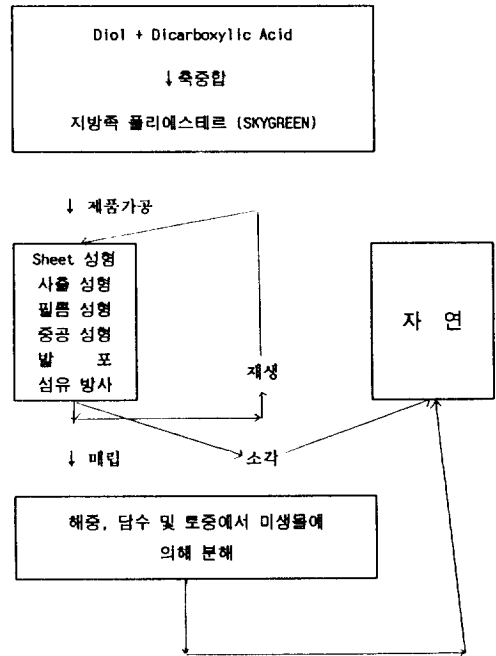 Diol + Dicarboxylic Acid
↓축중합
지방족 폴리에스테르 (SKYGREEN)
↓ 제품가공
Sheet 성형
사출 성형
필름 성형
중공 성형
발 포
섬유 방사
자 연
재생
↓ 매립
소각
해중, 담수 및 토중에서 미생물에
의해 분해